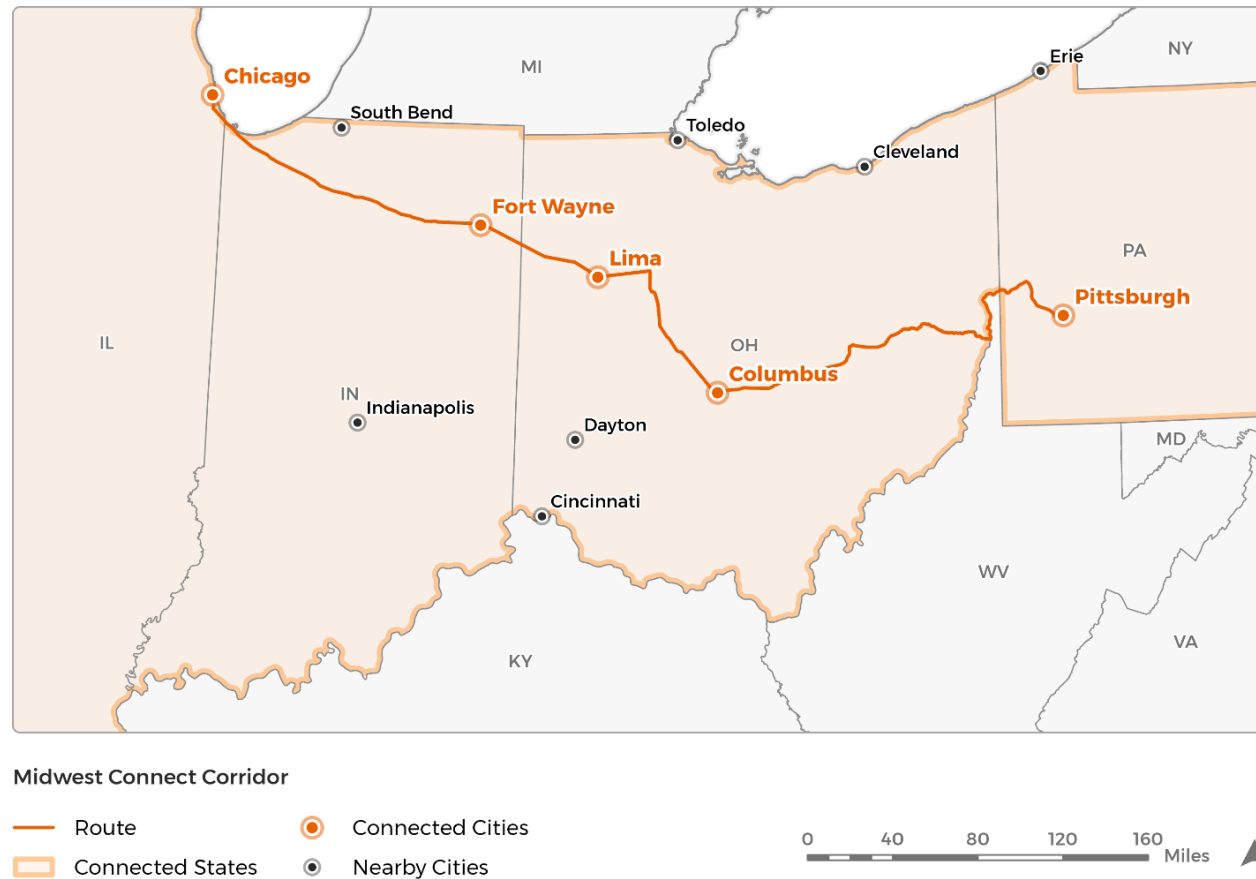 NY
Erie
MI
Chicago
South Bend
Toledo
Cleveland
Fort Wayne
PA
Lima
Pittsburgh
IL
OH
Columbus
IN
Indianapolis
Dayton
MD
Cincinnati
WV
VA
KY
Midwest Connect Corridor
Route
Connected Cities
Connected States
Nearby Cities
0 40 80 120 160
Miles